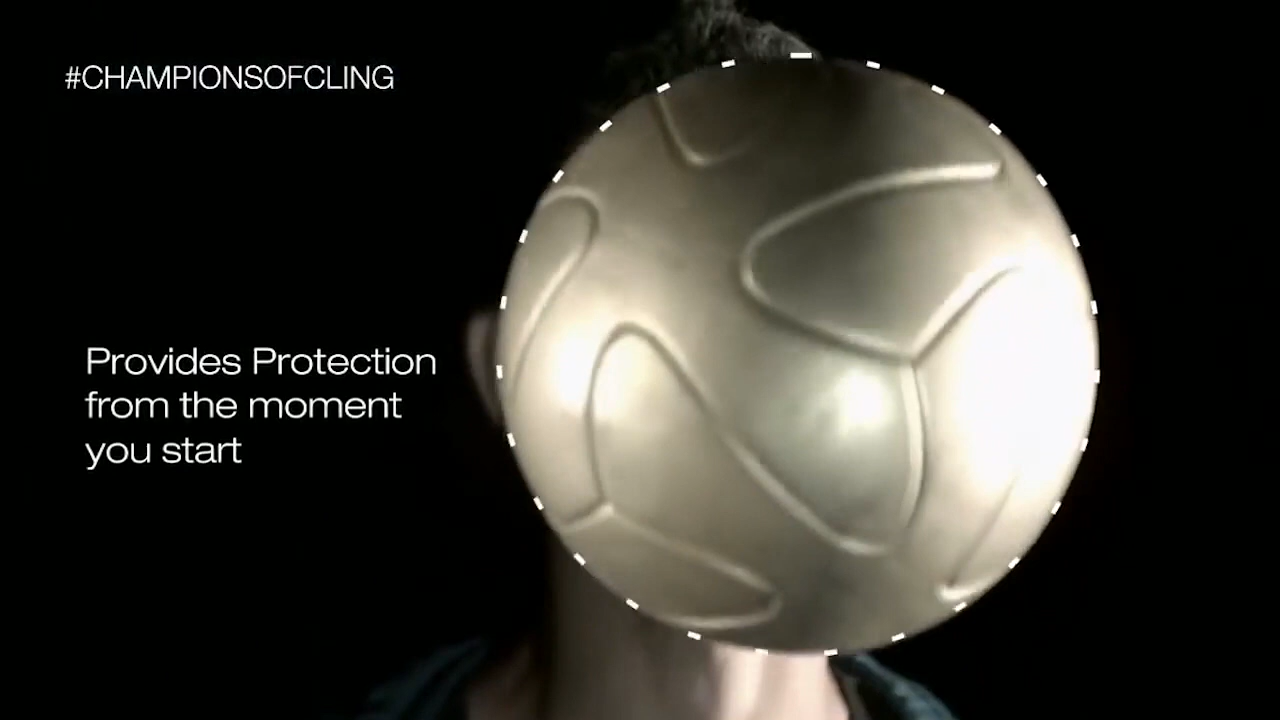 #CHAMPIONSOFCLING
Provides Protection
from the moment
you start